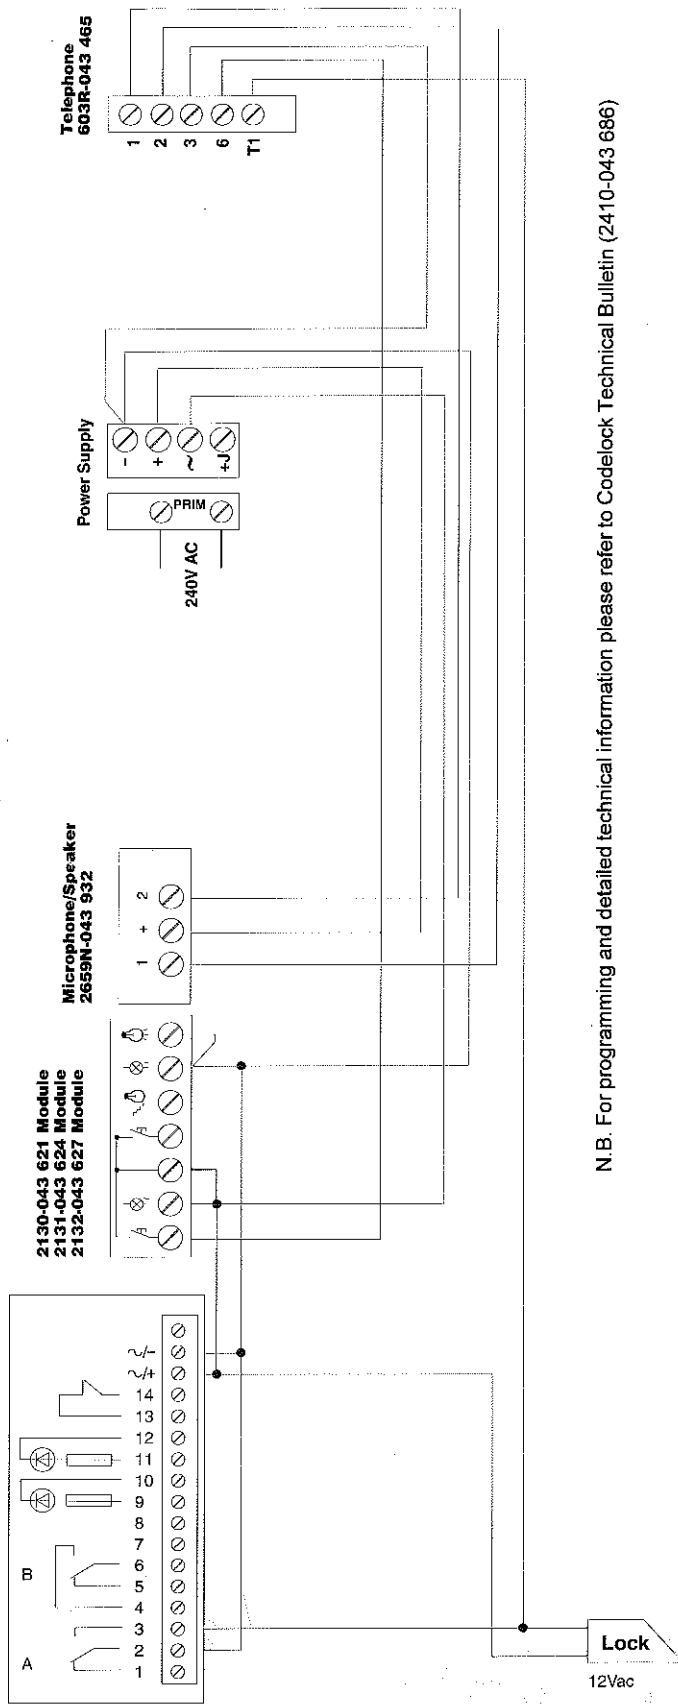 Telephone
603R-043 465
1
2
3
6
T1
Power Supply
-
+
~
+J
PRIM
240V AC
Microphone/Speaker
2659N-043 932
1
+
2
2130-043 621 Module
2131-043 624 Module
2132-043 627 Module
A
B
1
2
3
4
5
6
7
8
9
10
11
12
13
14
~/+
~/-
Lock
12Vac
N.B. For programming and detailed technical information please refer to Codelock Technical Bulletin (2410-043 686)